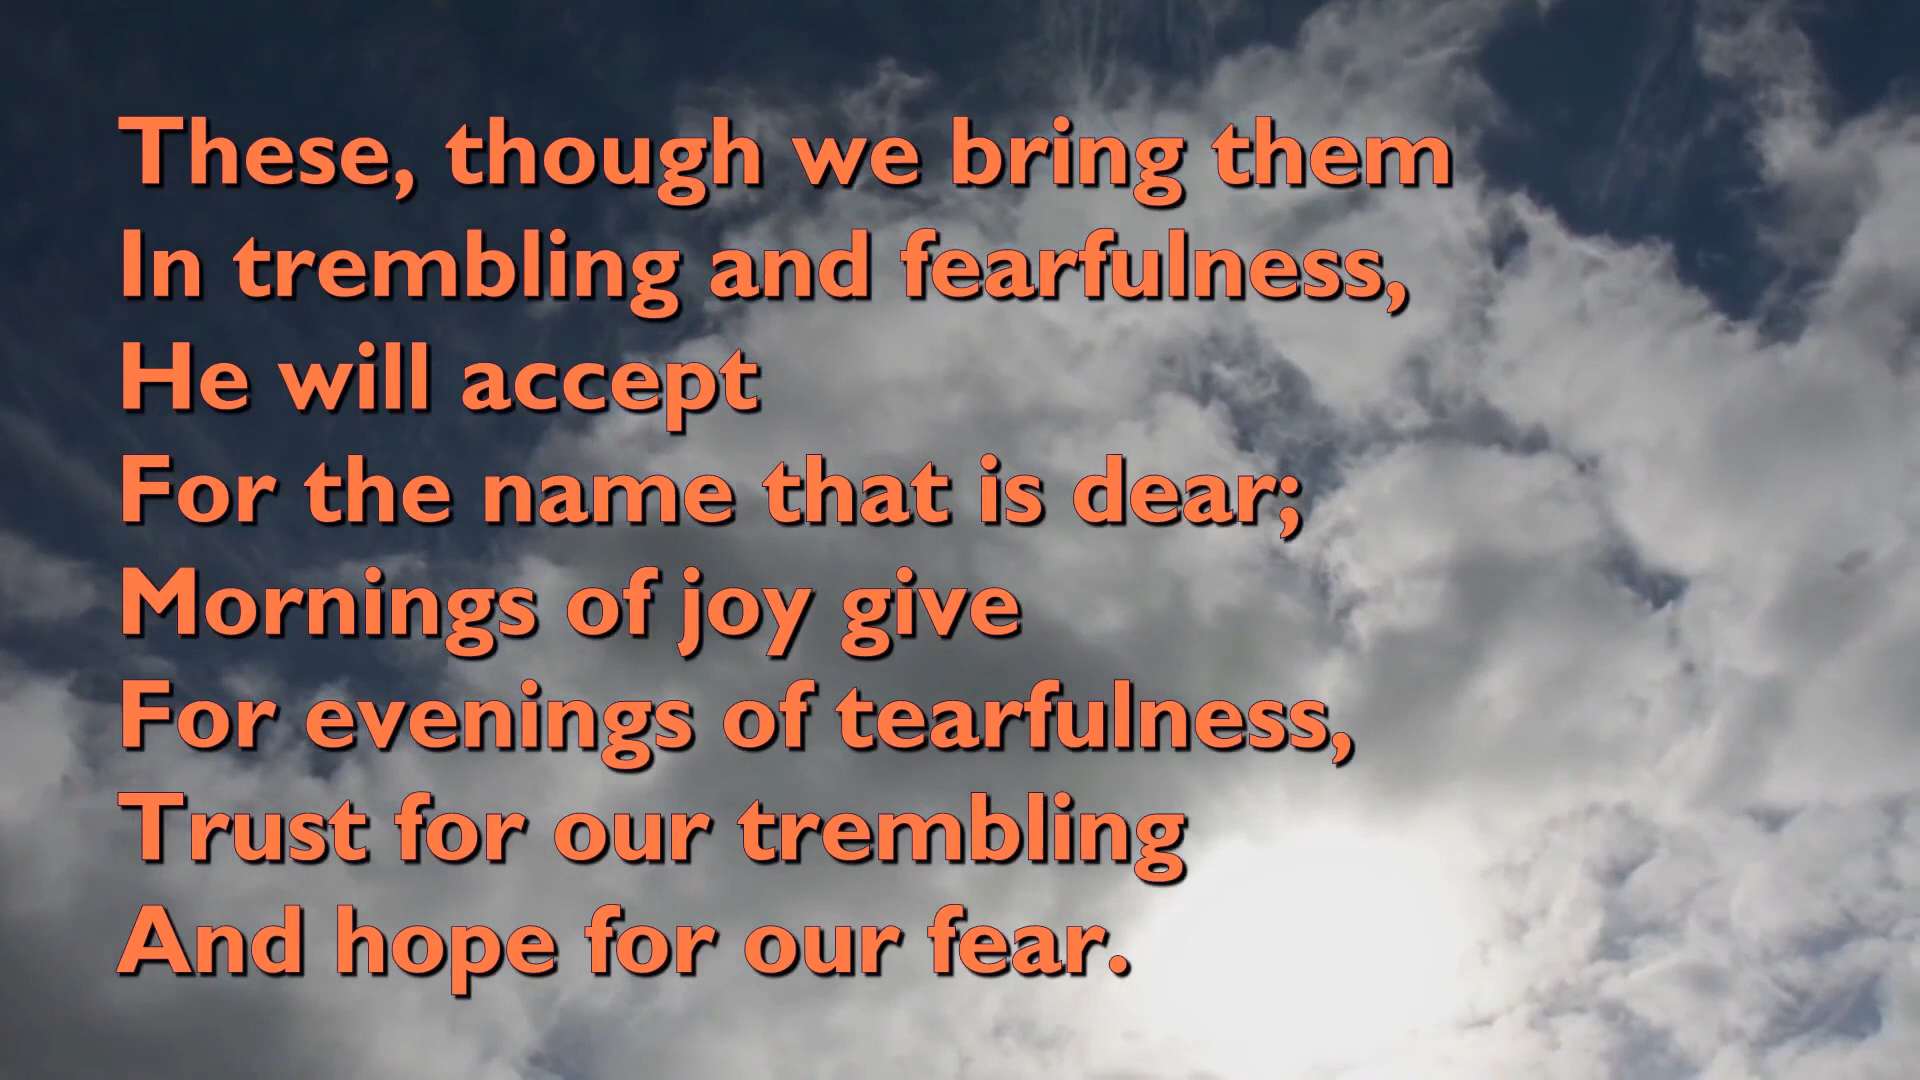 These, though we bring them
In trembling and fearfulness,
He will accept
For the name that is dear;
Mornings of joy give
For evenings of tearfulness,
Trust for our trembling
And hope for our fear.